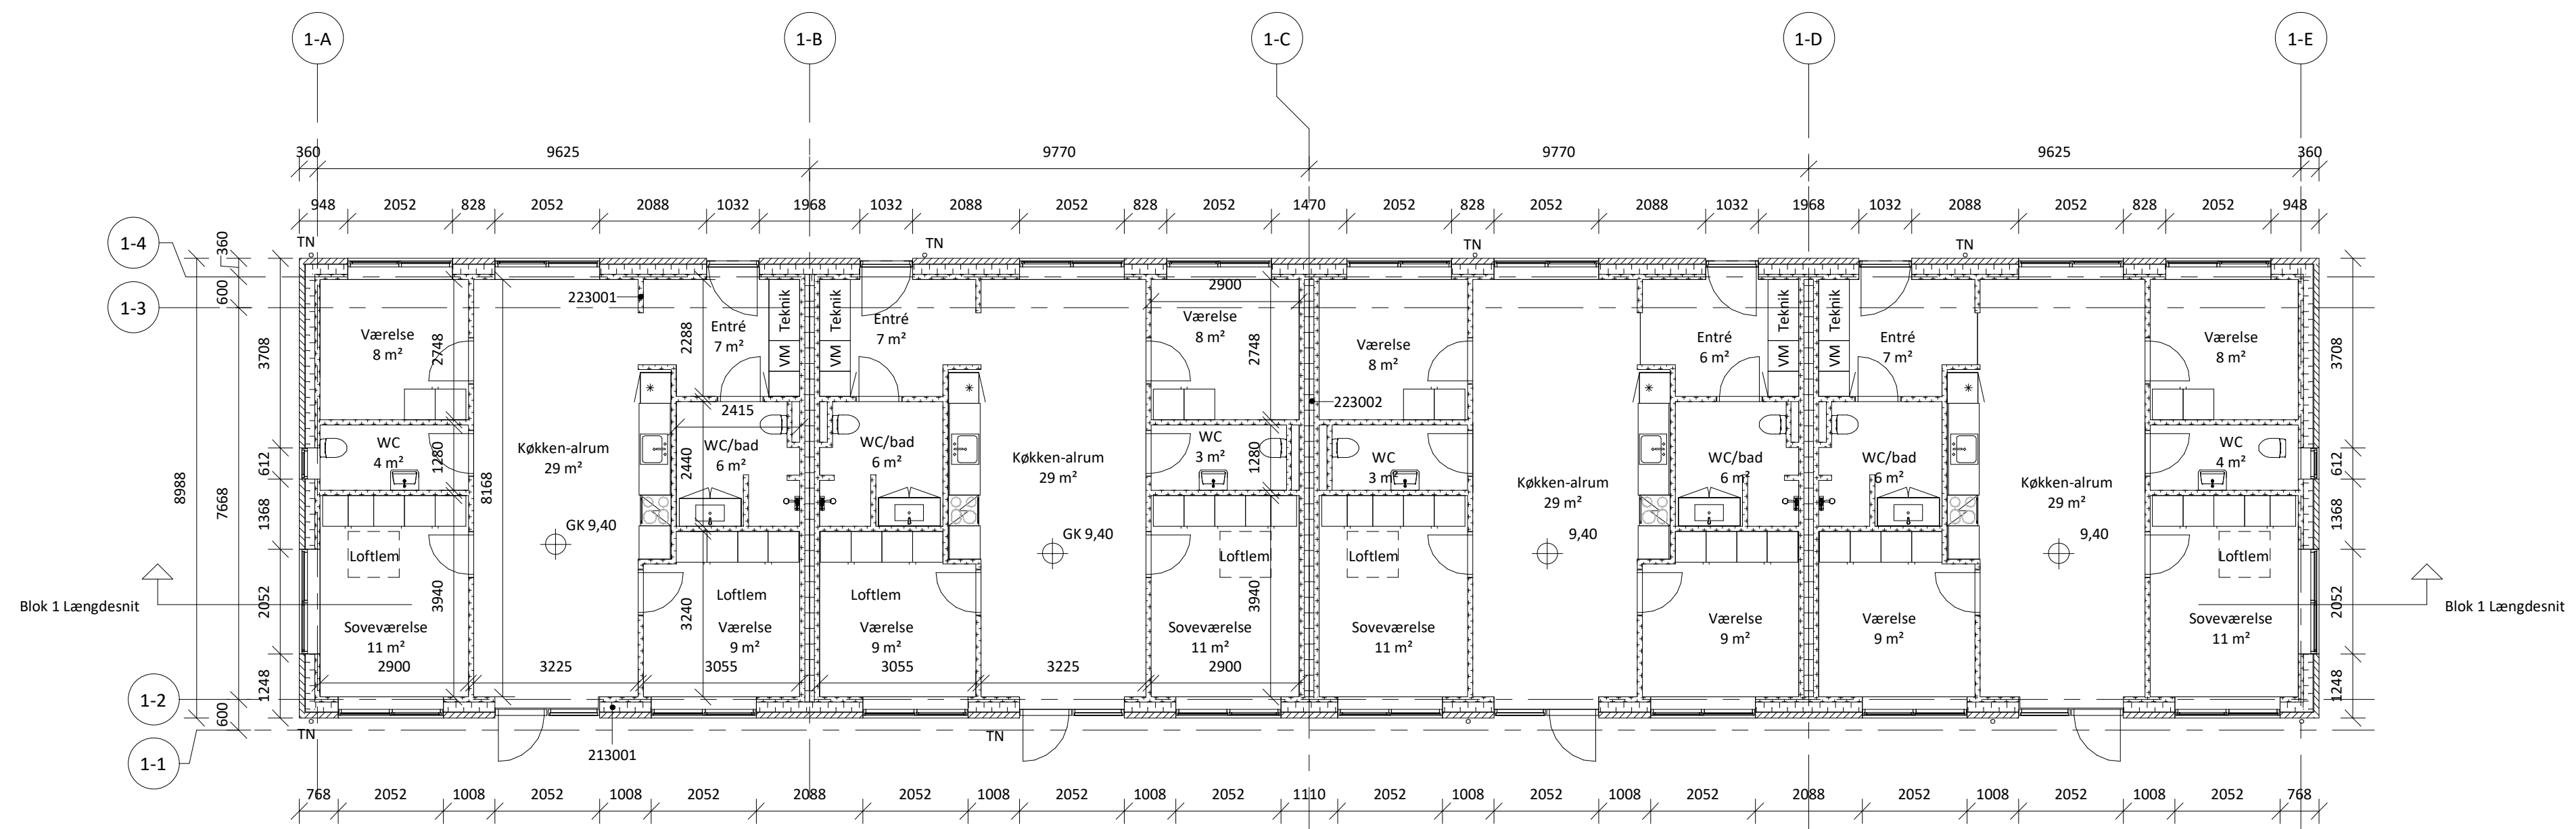 1-A 1-B 1-C 1-D 1-E
360 9625 9770 9770 9625 360
948 2052 828 2052 2088 1032 1968 1032 2088 2052 828 2052 1470 2052 828 2052 2088 1032 1968 1032 2088 2052 828 2052 948
1-4
1-3
1-2
1-1
TN TN TN TN
360
600
8988
7668
600
3708
612
1368
2052
1248
223001
Værelse
8 m²
2748
WC
4 m²
1280
Loftlem
3940
Soveværelse
11 m²
2900
8168
Køkken-alrum
29 m²
GK 9,40
3225
2288
Entré
7 m²
Teknik
VM
2415
WC/bad
6 m²
2440
Loftlem
3240
Værelse
9 m²
3055
Entré
7 m²
Teknik
VM
WC/bad
6 m²
Loftlem
Værelse
9 m²
3055
Køkken-alrum
29 m²
GK 9,40
3225
2900
Værelse
8 m²
2748
WC
3 m²
1280
Loftlem
3940
Soveværelse
11 m²
2900
223002
Værelse
8 m²
WC
3 m²
Loftlem
Soveværelse
11 m²
Køkken-alrum
29 m²
9,40
Entré
6 m²
Teknik
VM
WC/bad
6 m²
Værelse
9 m²
Teknik
VM
Entré
7 m²
WC/bad
6 m²
Værelse
9 m²
Køkken-alrum
29 m²
9,40
Værelse
8 m²
WC
4 m²
Loftlem
Soveværelse
11 m²
3708
612
1368
2052
1248
Blok 1 Længdesnit
Blok 1 Længdesnit
TN
213001
TN
768 2052 1008 2052 1008 2052 2088 2052 1008 2052 1008 2052 1110 2052 1008 2052 1008 2052 2088 2052 1008 2052 1008 2052 768